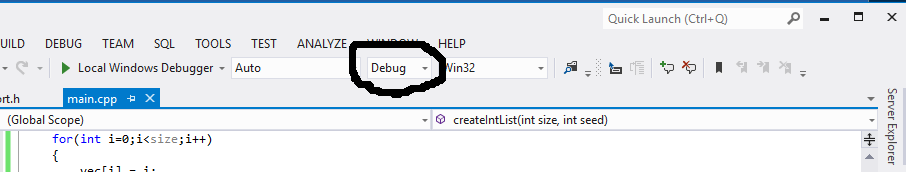 Quick Launch (Ctrl+Q)
UILD DEBUG TEAM SQL TOOLS TEST ANALYZE WINDOW HELP
Local Windows Debugger Auto Debug Win32
rt.h main.cpp
(Global Scope) createIntList(int size, int seed)
for(int i=0;i<size;i++)
{
vec[i] = i;
Server Explorer